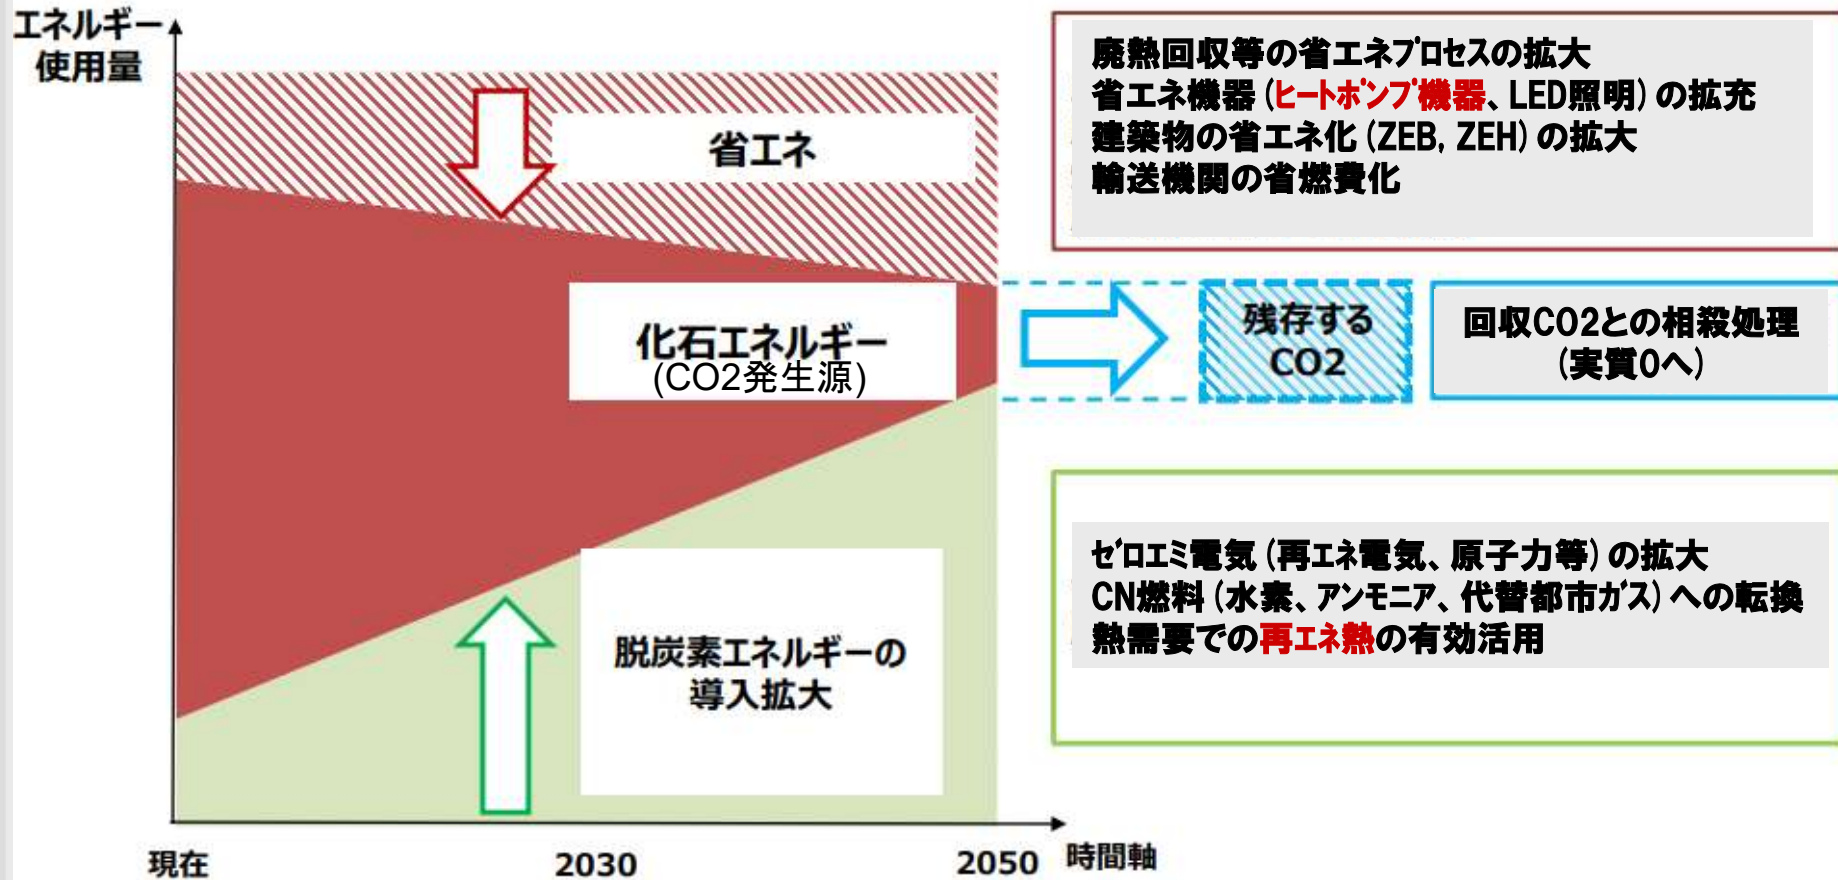 エネルギー
使用量
省エネ
化石エネルギー
(CO2発生源)
脱炭素エネルギーの
導入拡大
現在
2030
2050
時間軸
廃熱回収等の省エネプロセスの拡大
省エネ機器(ヒートポンプ機器、LED照明)の拡充
建築物の省エネ化(ZEB, ZEH)の拡大
輸送機関の省燃費化
残存する
CO2
回収CO2との相殺処理
(実質0へ)
ゼロエミ電気(再エネ電気、原子力等)の拡大
CN燃料(水素、アンモニア、代替都市ガス)への転換
熱需要での再エネ熱の有効活用